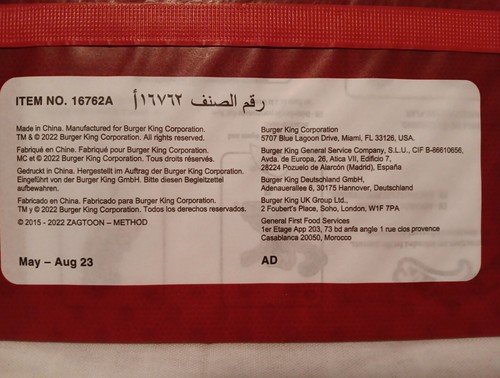 ITEM NO. 16762A رقم الصنف ١٦٧٦٢أ
Made in China. Manufactured for Burger King Corporation.
TM & © 2022 Burger King Corporation. All rights reserved.
Fabriqué en Chine. Fabriqué pour Burger King Corporation.
MC et © 2022 Burger King Corporation. Tous droits réservés.
Gedruckt in China. Hergestellt im Auftrag der Burger King Corporation.
Eingeführt von der Burger King GmbH. Bitte diesen Begleitzettel
aufbewahren.
Fabricado en China. Fabricado para Burger King Corporation.
TM y © 2022 Burger King Corporation. Todos los derechos reservados.
© 2015 - 2022 ZAGTOON – METHOD
May – Aug 23
Burger King Corporation
5707 Blue Lagoon Drive, Miami, FL 33126, USA.
Burger King General Service Company, S.L.U., CIF B-86610656,
Avda. de Europa, 26, Atica VII, Edificio 7,
28224 Pozuelo de Alarcón (Madrid), España
Burger King Deutschland GmbH,
Adenauerallee 6, 30175 Hannover, Deutschland
Burger King UK Group Ltd.,
2 Foubert's Place, Soho, London, W1F 7PA
General First Food Services
1er Etage App 203, 73 bd anfa angle 1 rue clos provence
Casablanca 20050, Morocco
AD